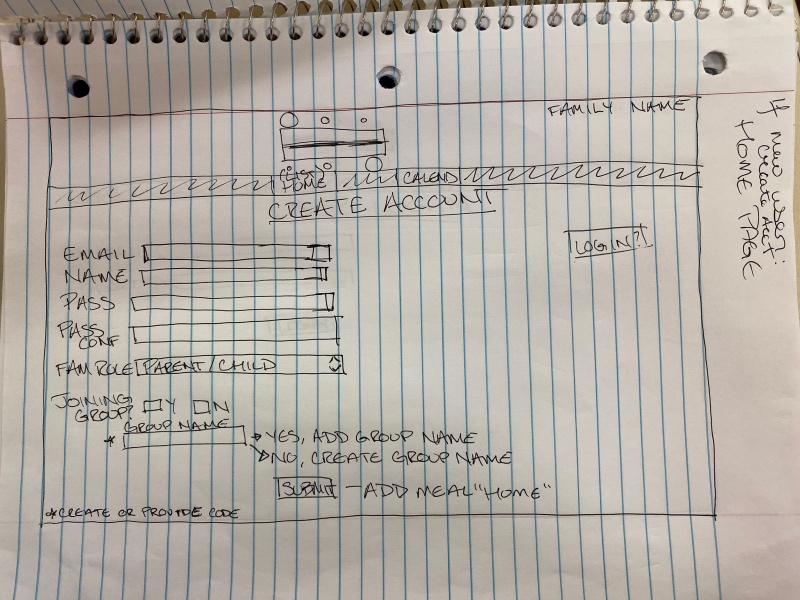 FAMILY NAME
HOME
CALEND
CREATE ACCOUNT
LOGIN?
EMAIL
NAME
PASS
PASS
CONF
FAM ROLE PARENT/CHILD
JOINING
GROUP? Y N
GROUP NAME
* → YES, ADD GROUP NAME
→ NO, CREATE GROUP NAME
SUBMIT - ADD MEAL "HOME"
*CREATE OR PROVIDE CODE
new user:
Create Acct
HOME PAGE